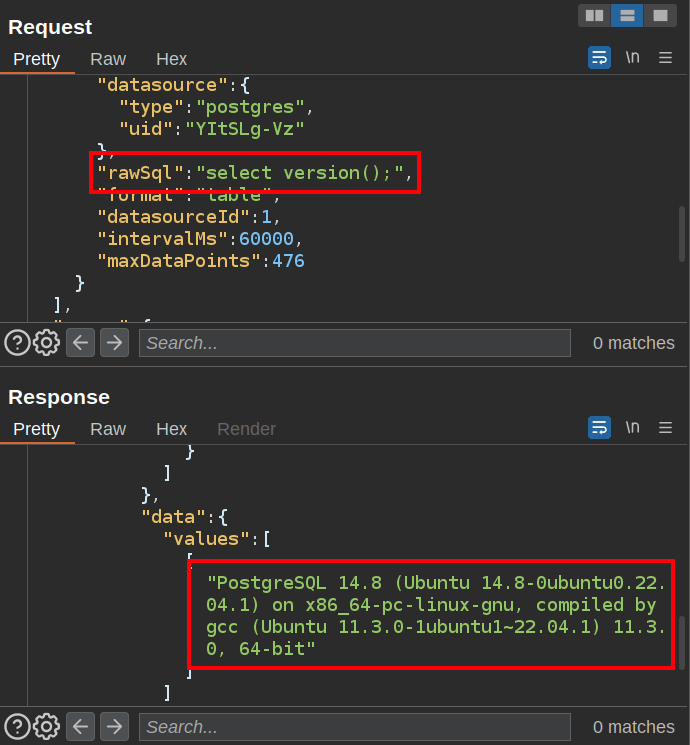 Request
Pretty Raw Hex \n
"datasource":{
"type":"postgres",
"uid":"YItSLg-Vz"
},
"rawSql":"select version();",
"format":"table",
"datasourceId":1,
"intervalMs":60000,
"maxDataPoints":476
}
],
Search... 0 matches
Response
Pretty Raw Hex Render \n
}
]
},
"data":{
"values":[
[
"PostgreSQL 14.8 (Ubuntu 14.8-0ubuntu0.22.
04.1) on x86_64-pc-linux-gnu, compiled by
gcc (Ubuntu 11.3.0-1ubuntu1~22.04.1) 11.3.
0, 64-bit"
]
]
Search... 0 matches